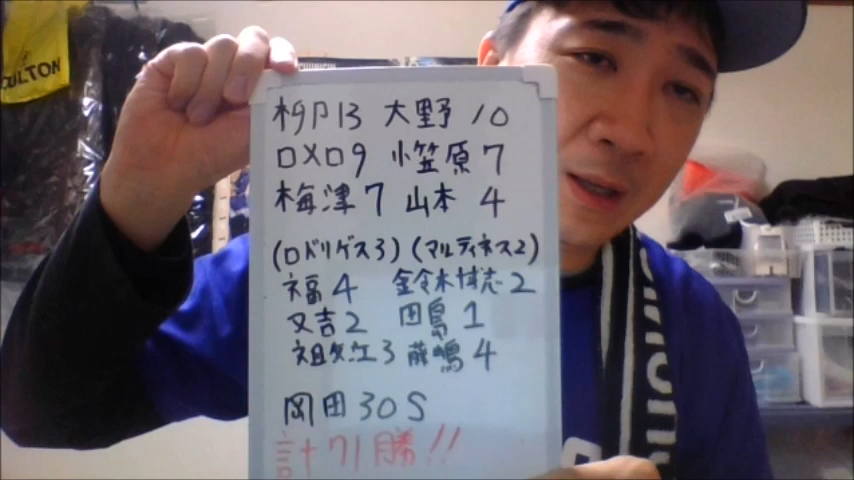 OULTON
柳13 大野10
ロメロ9 小笠原7
梅津7 山本4
(ロドリゲス3)(マルティネス2)
福4 鈴木博志2
又吉2 田島1
祖父江3 藤嶋4
岡田30S
計71勝!!